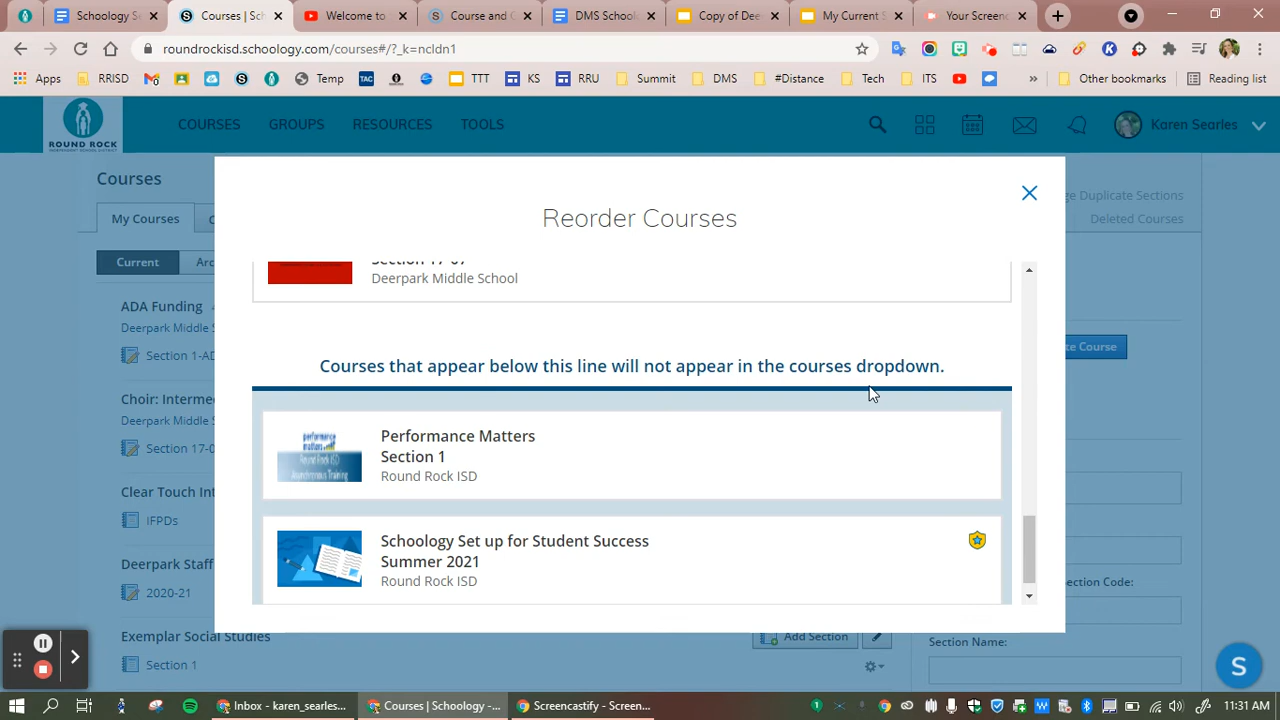 Schoology S
Courses | S
Welcome to
Course and C
DMS School
Copy of Dee
My Current S
Your Screen
roundrockisd.schoology.com/courses#/?_k=ncldn1
Apps
RRISD
Temp
TTT
KS
RRU
Summit
DMS
#Distance
Tech
ITS
»
Other bookmarks
Reading list
ROUND ROCK
COURSES
GROUPS
RESOURCES
TOOLS
Karen Searles
Courses
ge Duplicate Sections
My Courses
Deleted Courses
Reorder Courses
Current
Arc
Deerpark Middle School
ADA Funding
Deerpark Middle S
Section 1-AD
te Course
Courses that appear below this line will not appear in the courses dropdown.
Choir: Interme
Deerpark Middle S
Section 17-0
Performance Matters
Section 1
Round Rock ISD
Clear Touch Int
IFPDs
Schoology Set up for Student Success
Summer 2021
Round Rock ISD
Deerpark Staff
2020-21
ection Code:
Exemplar Social Studies
Add Section
Section Name:
Section 1
S
Inbox - karen_searles...
Courses | Schoology -...
Screencastify - Screen...
11:31 AM